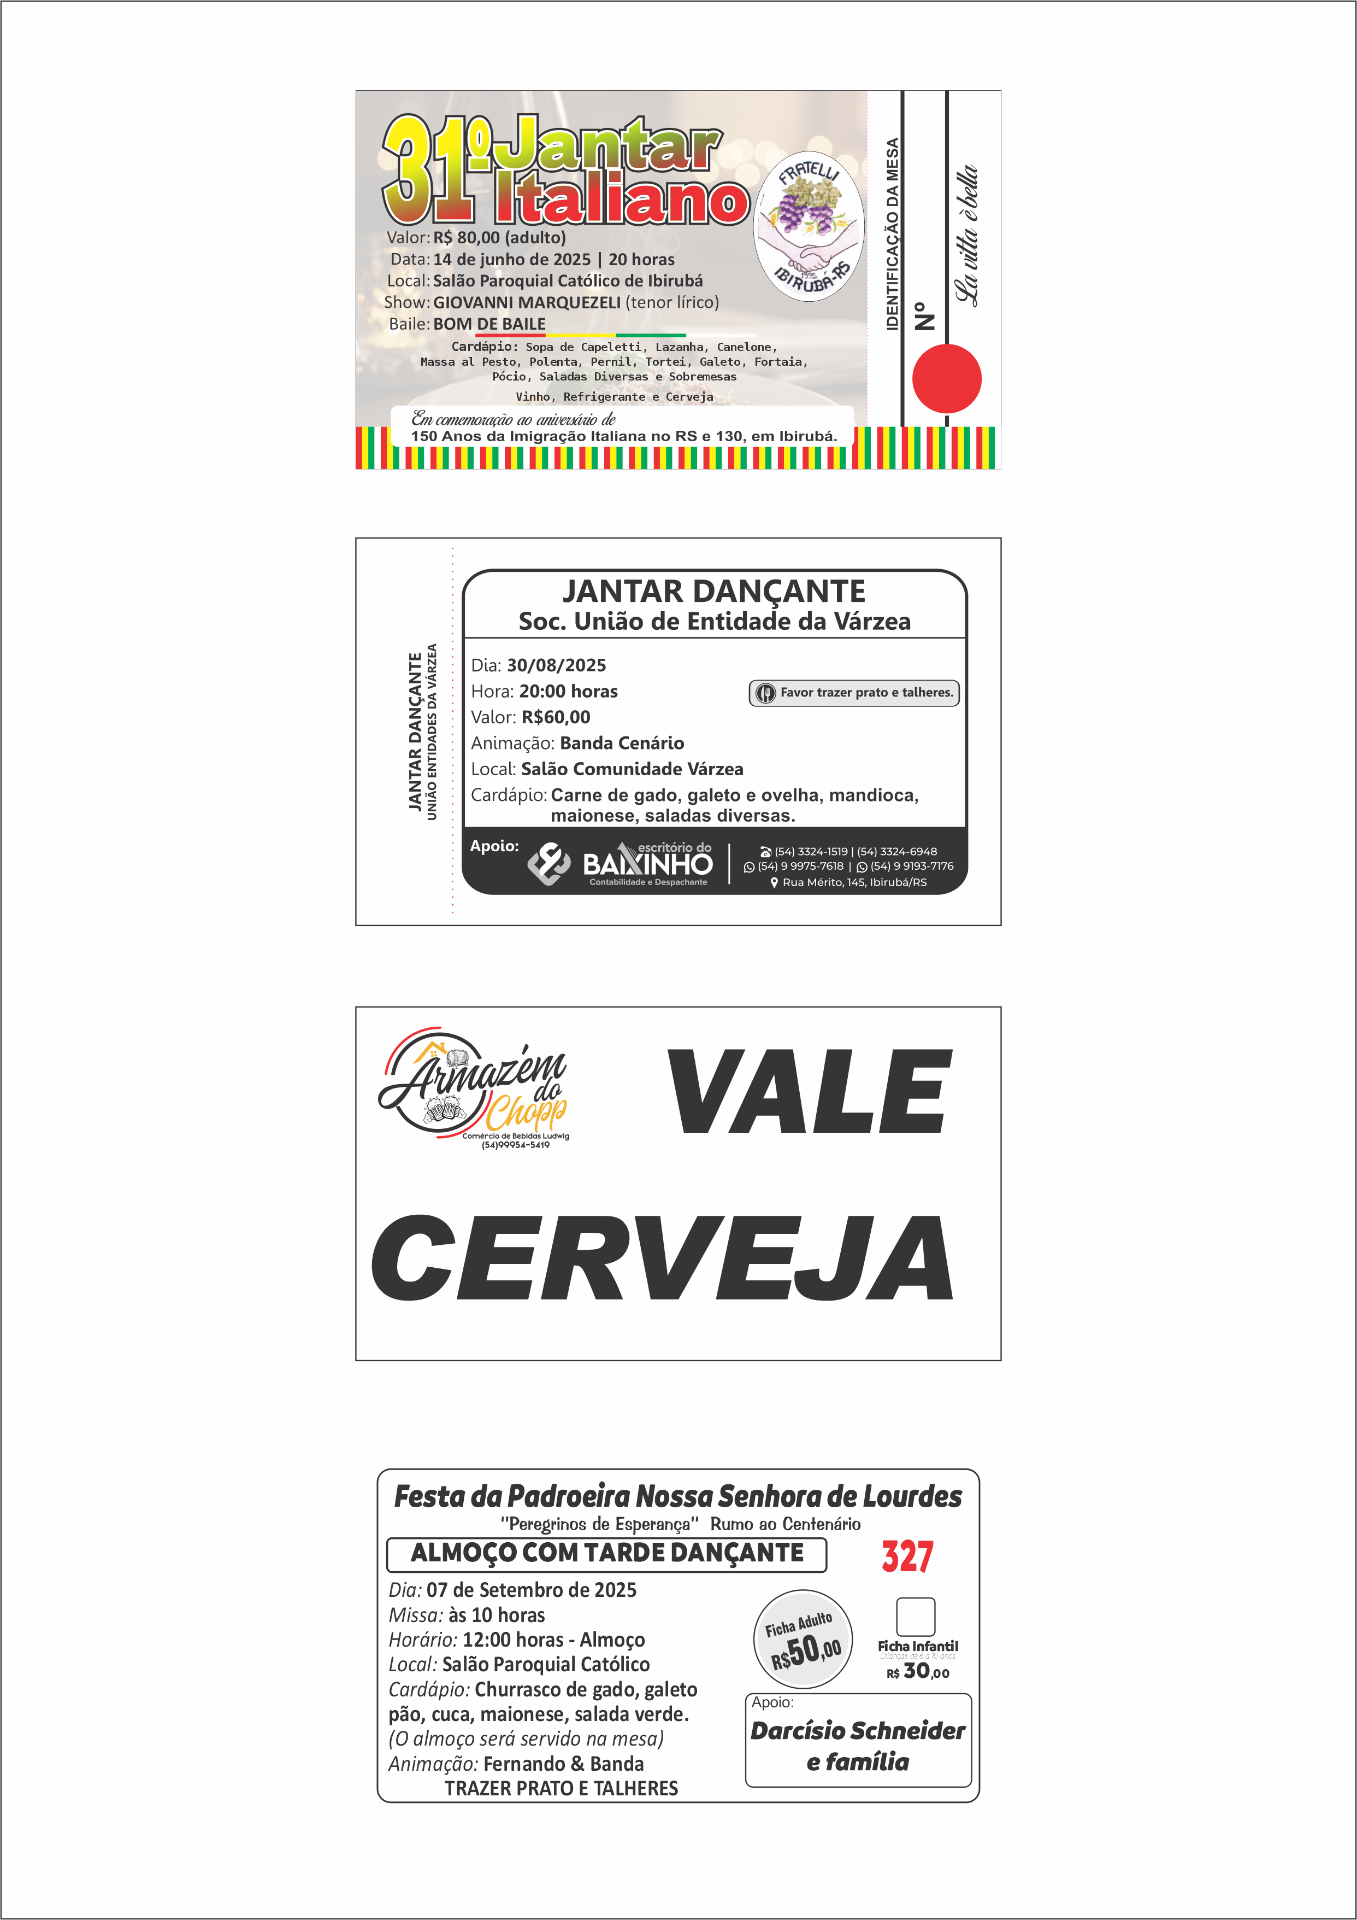 31º Jantar
Italiano
Valor: R$ 80,00 (adulto)
Data: 14 de junho de 2025 | 20 horas
Local: Salão Paroquial Católico de Ibirubá
Show: GIOVANNI MARQUEZELI (tenor lírico)
Baile: BOM DE BAILE
Cardápio: Sopa de Capeletti, Lazanha, Canelone,
Massa al Pesto, Polenta, Pernil, Tortei, Galeto, Fortaia,
Pócio, Saladas Diversas e Sobremesas
Vinho, Refrigerante e Cerveja
Em comemoração ao aniversário de
150 Anos da Imigração Italiana no RS e 130, em Ibirubá.
FRATELLI
IBIRUBÁ-RS
IDENTIFICAÇÃO DA MESA
Nº
La vitta è bella
JANTAR DANÇANTE
UNIÃO ENTIDADES DA VÁRZEA
JANTAR DANÇANTE
Soc. União de Entidade da Várzea
Dia: 30/08/2025
Hora: 20:00 horas
Favor trazer prato e talheres.
Valor: R$60,00
Animação: Banda Cenário
Local: Salão Comunidade Várzea
Cardápio: Carne de gado, galeto e ovelha, mandioca,
maionese, saladas diversas.
Apoio:
escritório do
BAIXINHO
Contabilidade e Despachante
(54) 3324-1519 | (54) 3324-6948
(54) 9 9975-7618 | (54) 9 9193-7176
Rua Mérito, 145, Ibirubá/RS
Armazém
do
Chopp
Comércio de Bebidas Ludwig
(54)99954-5419
VALE
CERVEJA
Festa da Padroeira Nossa Senhora de Lourdes
"Peregrinos de Esperança" Rumo ao Centenário
ALMOÇO COM TARDE DANÇANTE
327
Dia: 07 de Setembro de 2025
Missa: às 10 horas
Horário: 12:00 horas - Almoço
Local: Salão Paroquial Católico
Cardápio: Churrasco de gado, galeto
pão, cuca, maionese, salada verde.
(O almoço será servido na mesa)
Animação: Fernando & Banda
TRAZER PRATO E TALHERES
Ficha Adulto
R$50,00
Ficha Infantil
Crianças de 6 a 10 anos
R$ 30,00
Apoio:
Darcísio Schneider
e família